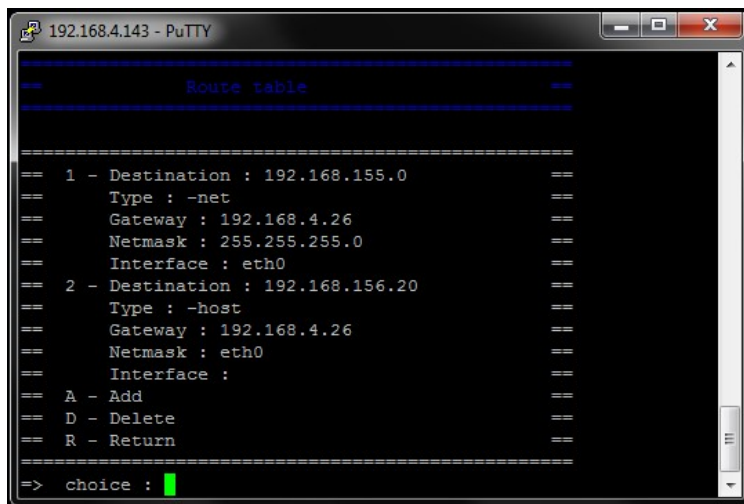 192.168.4.143 - PuTTY
==================================================
== Route table ==
==================================================
==================================================
== 1 - Destination : 192.168.155.0 ==
== Type : -net ==
== Gateway : 192.168.4.26 ==
== Netmask : 255.255.255.0 ==
== Interface : eth0 ==
== 2 - Destination : 192.168.156.20 ==
== Type : -host ==
== Gateway : 192.168.4.26 ==
== Netmask : eth0 ==
== Interface : ==
== A - Add ==
== D - Delete ==
== R - Return ==
==================================================
=> choice :